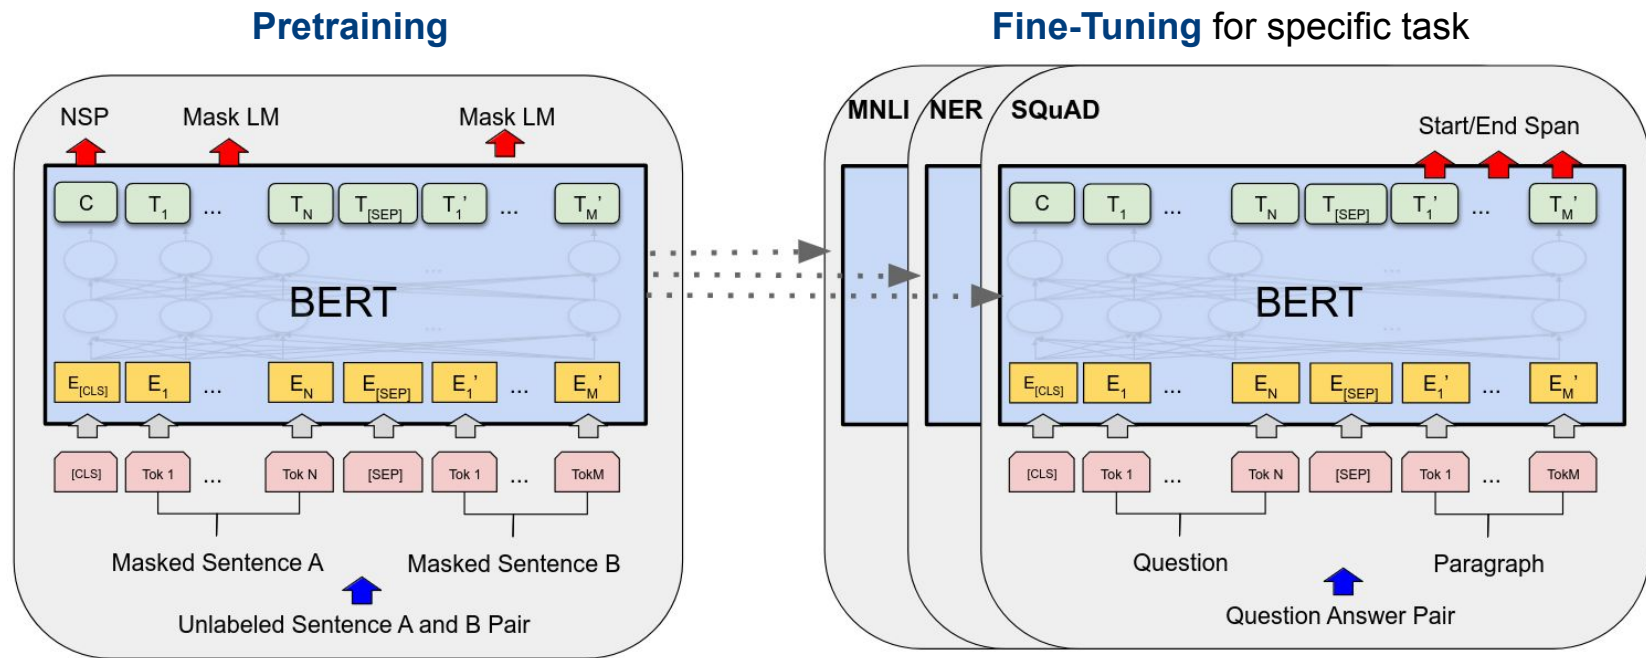 Pretraining
NSP Mask LM Mask LM
C T1 ... TN T[SEP] T1' ... TM'
...
BERT
...
E[CLS] E1 ... EN E[SEP] E1' ... EM'
[CLS] Tok 1 ... Tok N [SEP] Tok 1 ... TokM
Masked Sentence A Masked Sentence B
Unlabeled Sentence A and B Pair
Fine-Tuning for specific task
MNLI NER SQuAD
Start/End Span
C T1 ... TN T[SEP] T1' ... TM'
...
BERT
...
E[CLS] E1 ... EN E[SEP] E1' ... EM'
[CLS] Tok 1 ... Tok N [SEP] Tok 1 ... TokM
Question Paragraph
Question Answer Pair